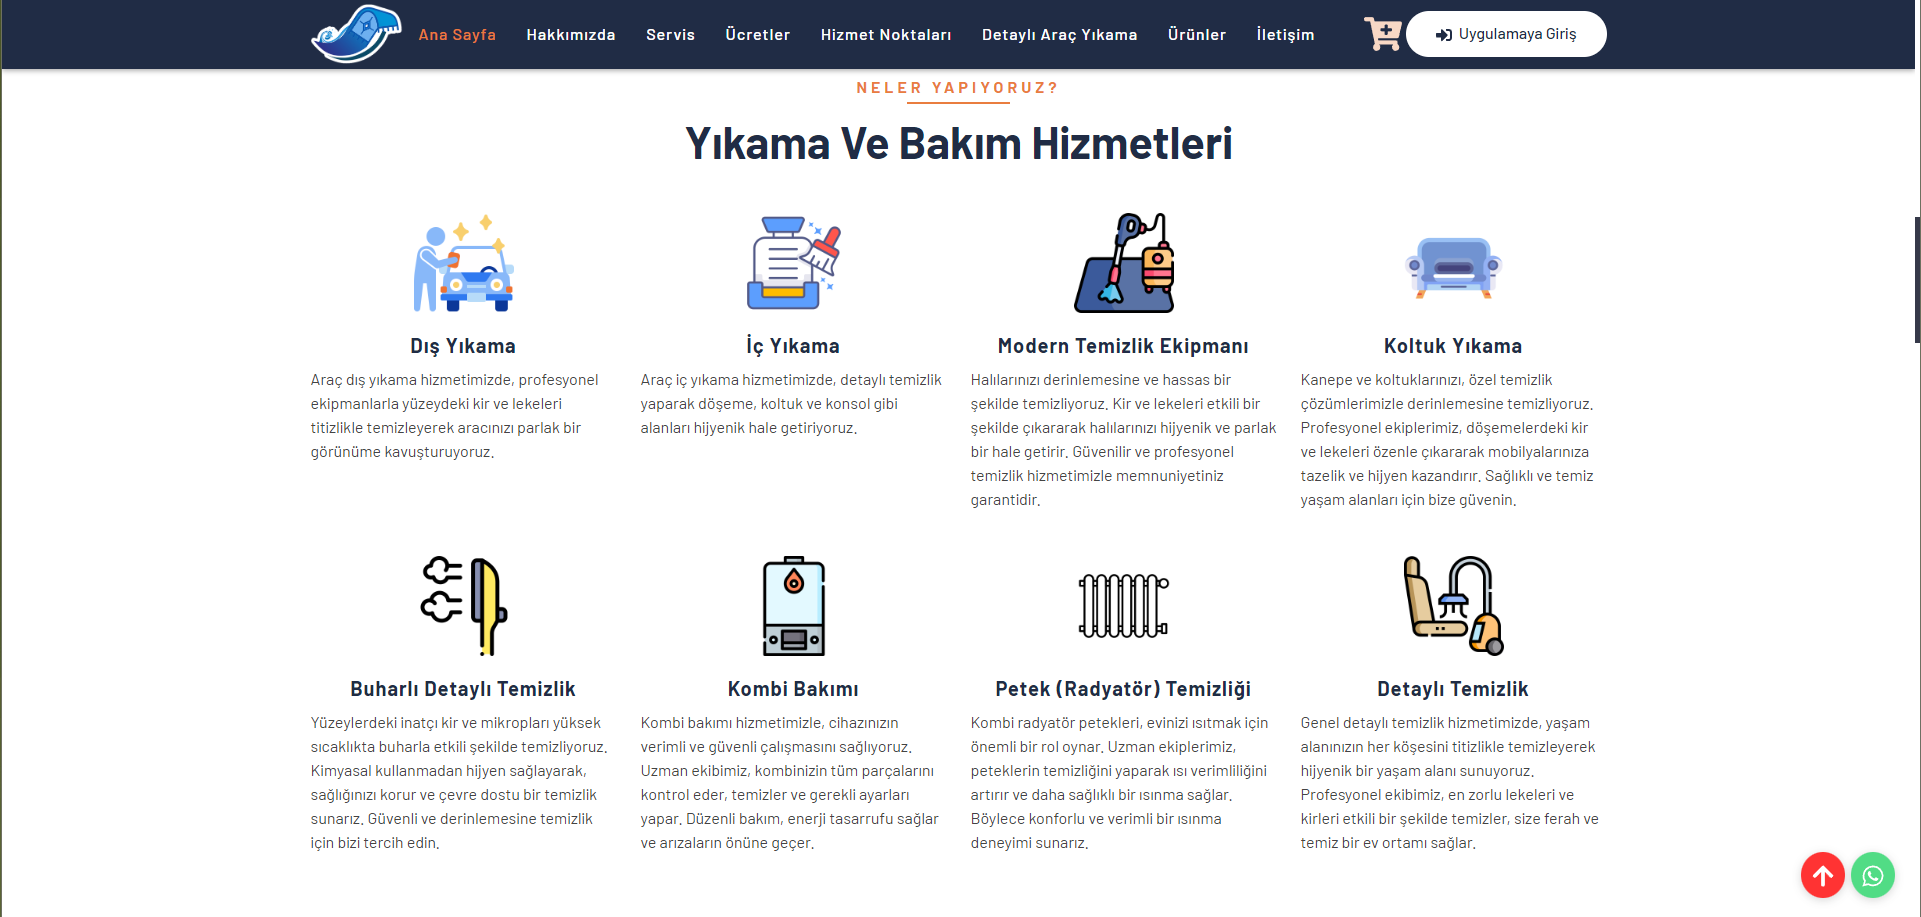 Ana Sayfa Hakkımızda Servis Ücretler Hizmet Noktaları Detaylı Araç Yıkama Ürünler İletişim Uygulamaya Giriş
NELER YAPIYORUZ?
Yıkama Ve Bakım Hizmetleri
Dış Yıkama
Araç dış yıkama hizmetimizde, profesyonel
ekipmanlarla yüzeydeki kir ve lekeleri
titizlikle temizleyerek aracınızı parlak bir
görünüme kavuşturuyoruz.
İç Yıkama
Araç iç yıkama hizmetimizde, detaylı temizlik
yaparak döşeme, koltuk ve konsol gibi
alanları hijyenik hale getiriyoruz.
Modern Temizlik Ekipmanı
Halılarınızı derinlemesine ve hassas bir
şekilde temizliyoruz. Kir ve lekeleri etkili bir
şekilde çıkararak halılarınızı hijyenik ve parlak
bir hale getirir. Güvenilir ve profesyonel
temizlik hizmetimizle memnuniyetiniz
garantidir.
Koltuk Yıkama
Kanepe ve koltuklarınızı, özel temizlik
çözümlerimizle derinlemesine temizliyoruz.
Profesyonel ekiplerimiz, döşemelerdeki kir
ve lekeleri özenle çıkararak mobilyalarınıza
tazelik ve hijyen kazandırır. Sağlıklı ve temiz
yaşam alanları için bize güvenin.
Buharlı Detaylı Temizlik
Yüzeylerdeki inatçı kir ve mikropları yüksek
sıcaklıkta buharla etkili şekilde temizliyoruz.
Kimyasal kullanmadan hijyen sağlayarak,
sağlığınızı korur ve çevre dostu bir temizlik
sunarız. Güvenli ve derinlemesine temizlik
için bizi tercih edin.
Kombi Bakımı
Kombi bakımı hizmetimizle, cihazınızın
verimli ve güvenli çalışmasını sağlıyoruz.
Uzman ekibimiz, kombinizin tüm parçalarını
kontrol eder, temizler ve gerekli ayarları
yapar. Düzenli bakım, enerji tasarrufu sağlar
ve arızaların önüne geçer.
Petek (Radyatör) Temizliği
Kombi radyatör petekleri, evinizi ısıtmak için
önemli bir rol oynar. Uzman ekiplerimiz,
peteklerin temizliğini yaparak ısı verimliliğini
artırır ve daha sağlıklı bir ısınma sağlar.
Böylece konforlu ve verimli bir ısınma
deneyimi sunarız.
Detaylı Temizlik
Genel detaylı temizlik hizmetimizde, yaşam
alanınızın her köşesini titizlikle temizleyerek
hijyenik bir yaşam alanı sunuyoruz.
Profesyonel ekibimiz, en zorlu lekeleri ve
kirleri etkili bir şekilde temizler, size ferah ve
temiz bir ev ortamı sağlar.